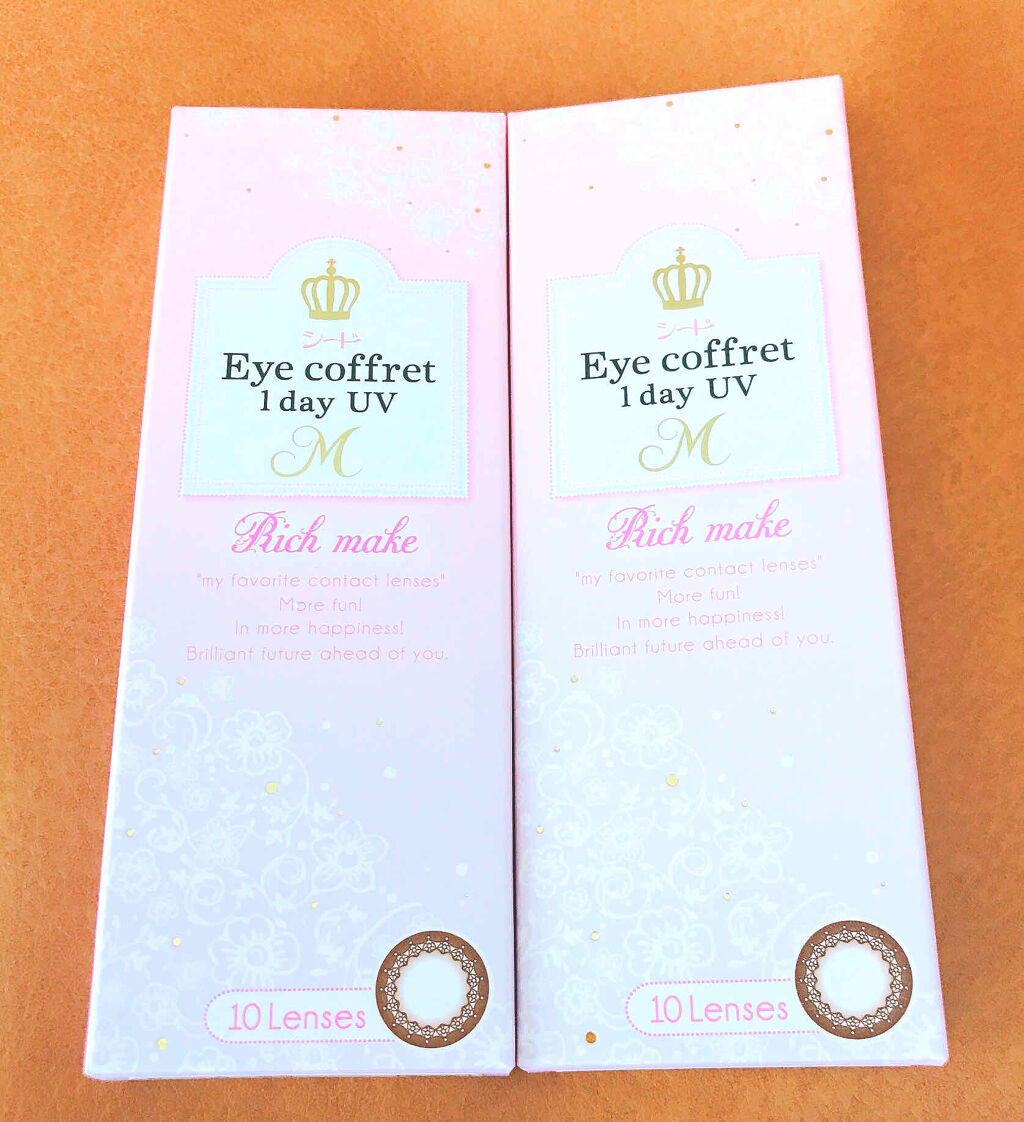 シード
Eye coffret
1 day UV
M
Rich make
"my favorite contact lenses"
More fun!
In more happiness!
Brilliant future ahead of you.
10 Lenses
シード
Eye coffret
1 day UV
M
Rich make
"my favorite contact lenses"
More fun!
In more happiness!
Brilliant future ahead of you.
10 Lenses